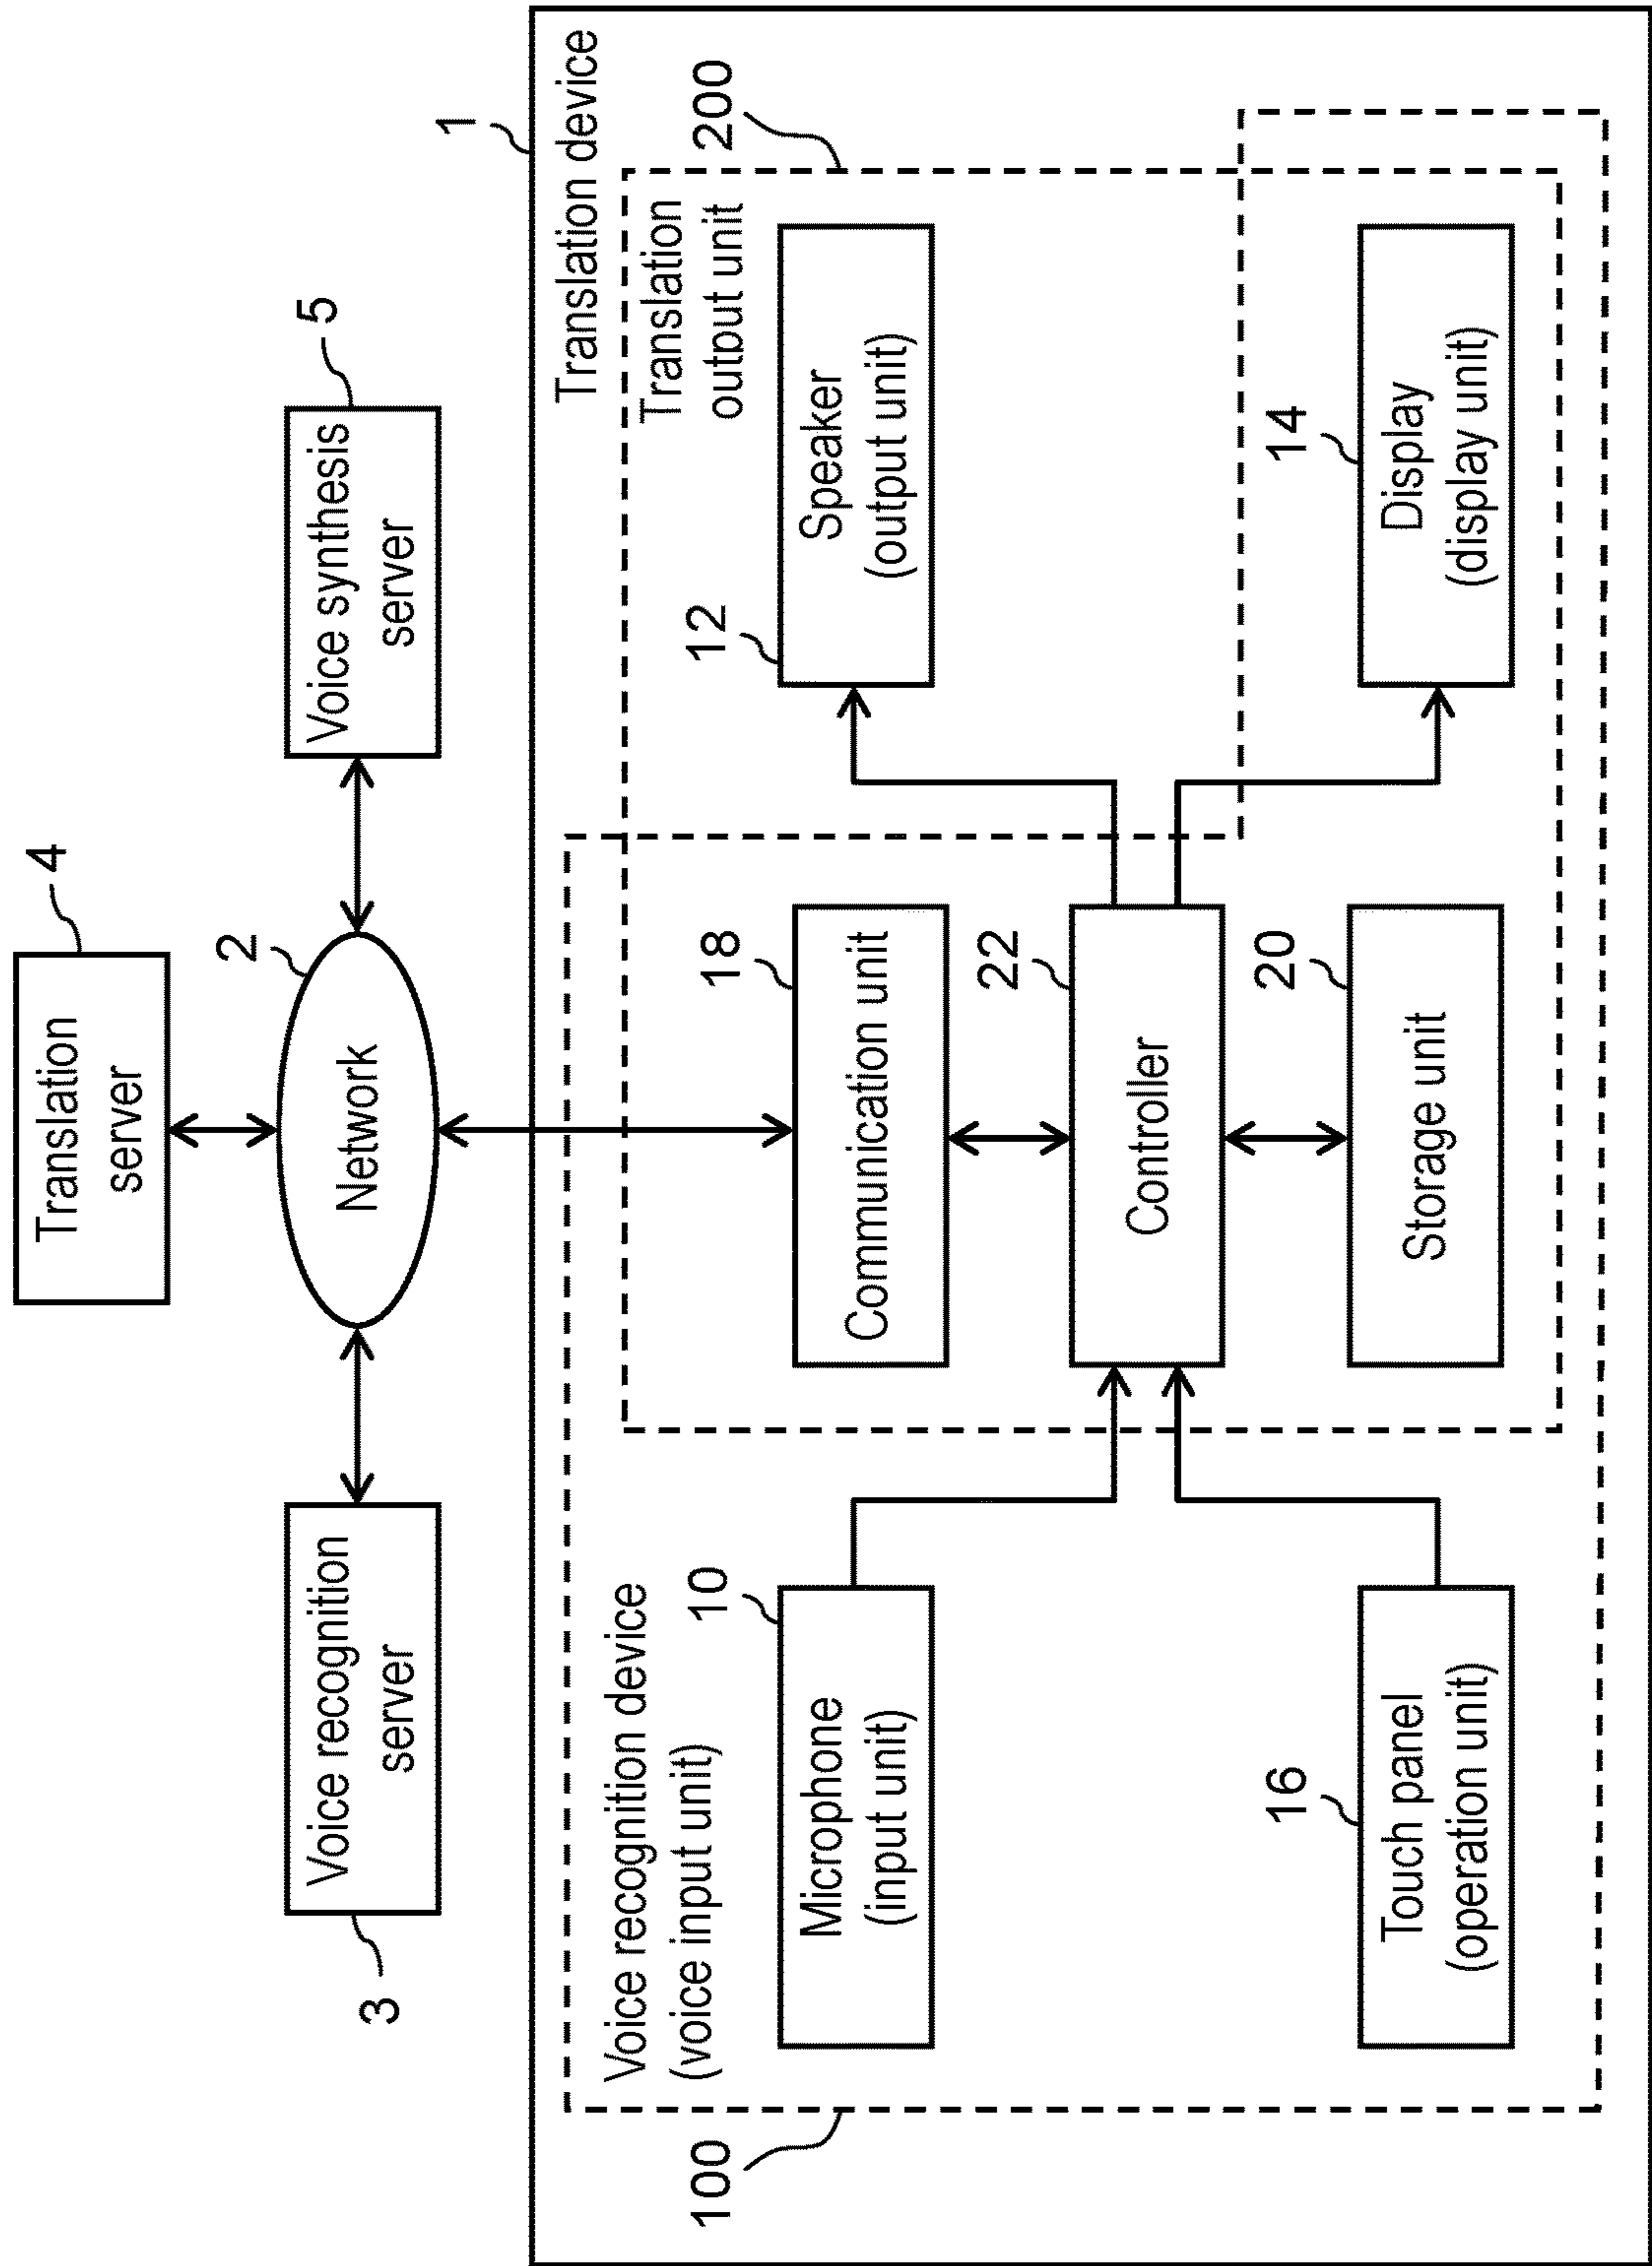 4
Translation
server
3
Voice recognition
server
2
Network
5
Voice synthesis
server
1
Translation device
100
Voice recognition device
(voice input unit)
200
Translation
output unit
10
Microphone
(input unit)
18
Communication unit
12
Speaker
(output unit)
22
Controller
16
Touch panel
(operation unit)
20
Storage unit
14
Display
(display unit)